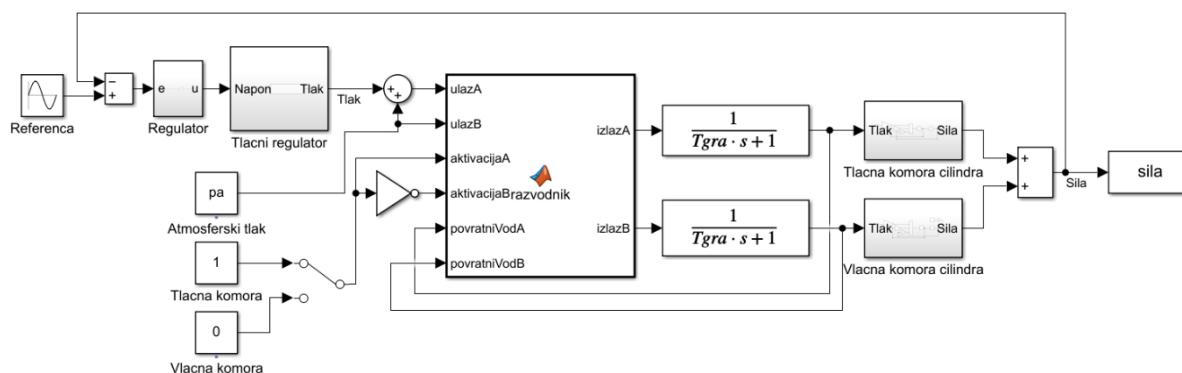 Referenca
−
+
e
u
Regulator
Napon
Tlak
Tlacni regulator
Tlak
+
+
pa
Atmosferski tlak
1
Tlacna komora
0
Vlacna komora
ulazA
ulazB
aktivacijaA
aktivacijaB
povratniVodA
povratniVodB
razvodnik
izlazA
izlazB
1
Tgra · s + 1
1
Tgra · s + 1
Tlak
Sila
Tlacna komora cilindra
Tlak
Sila
Vlacna komora cilindra
+
+
Sila
sila